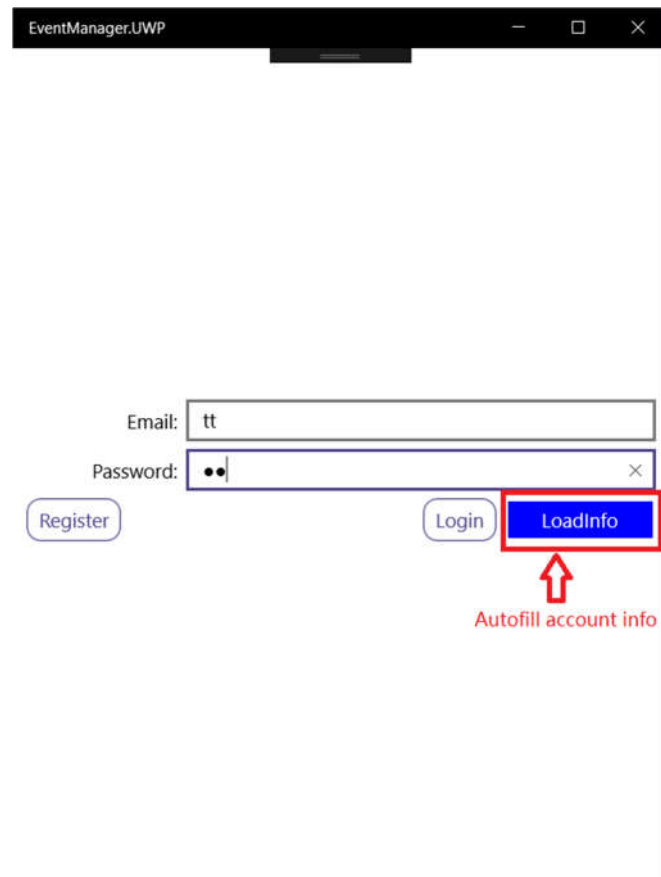 EventManager.UWP
Email: tt
Password: ●●
Register Login LoadInfo
Autofill account info